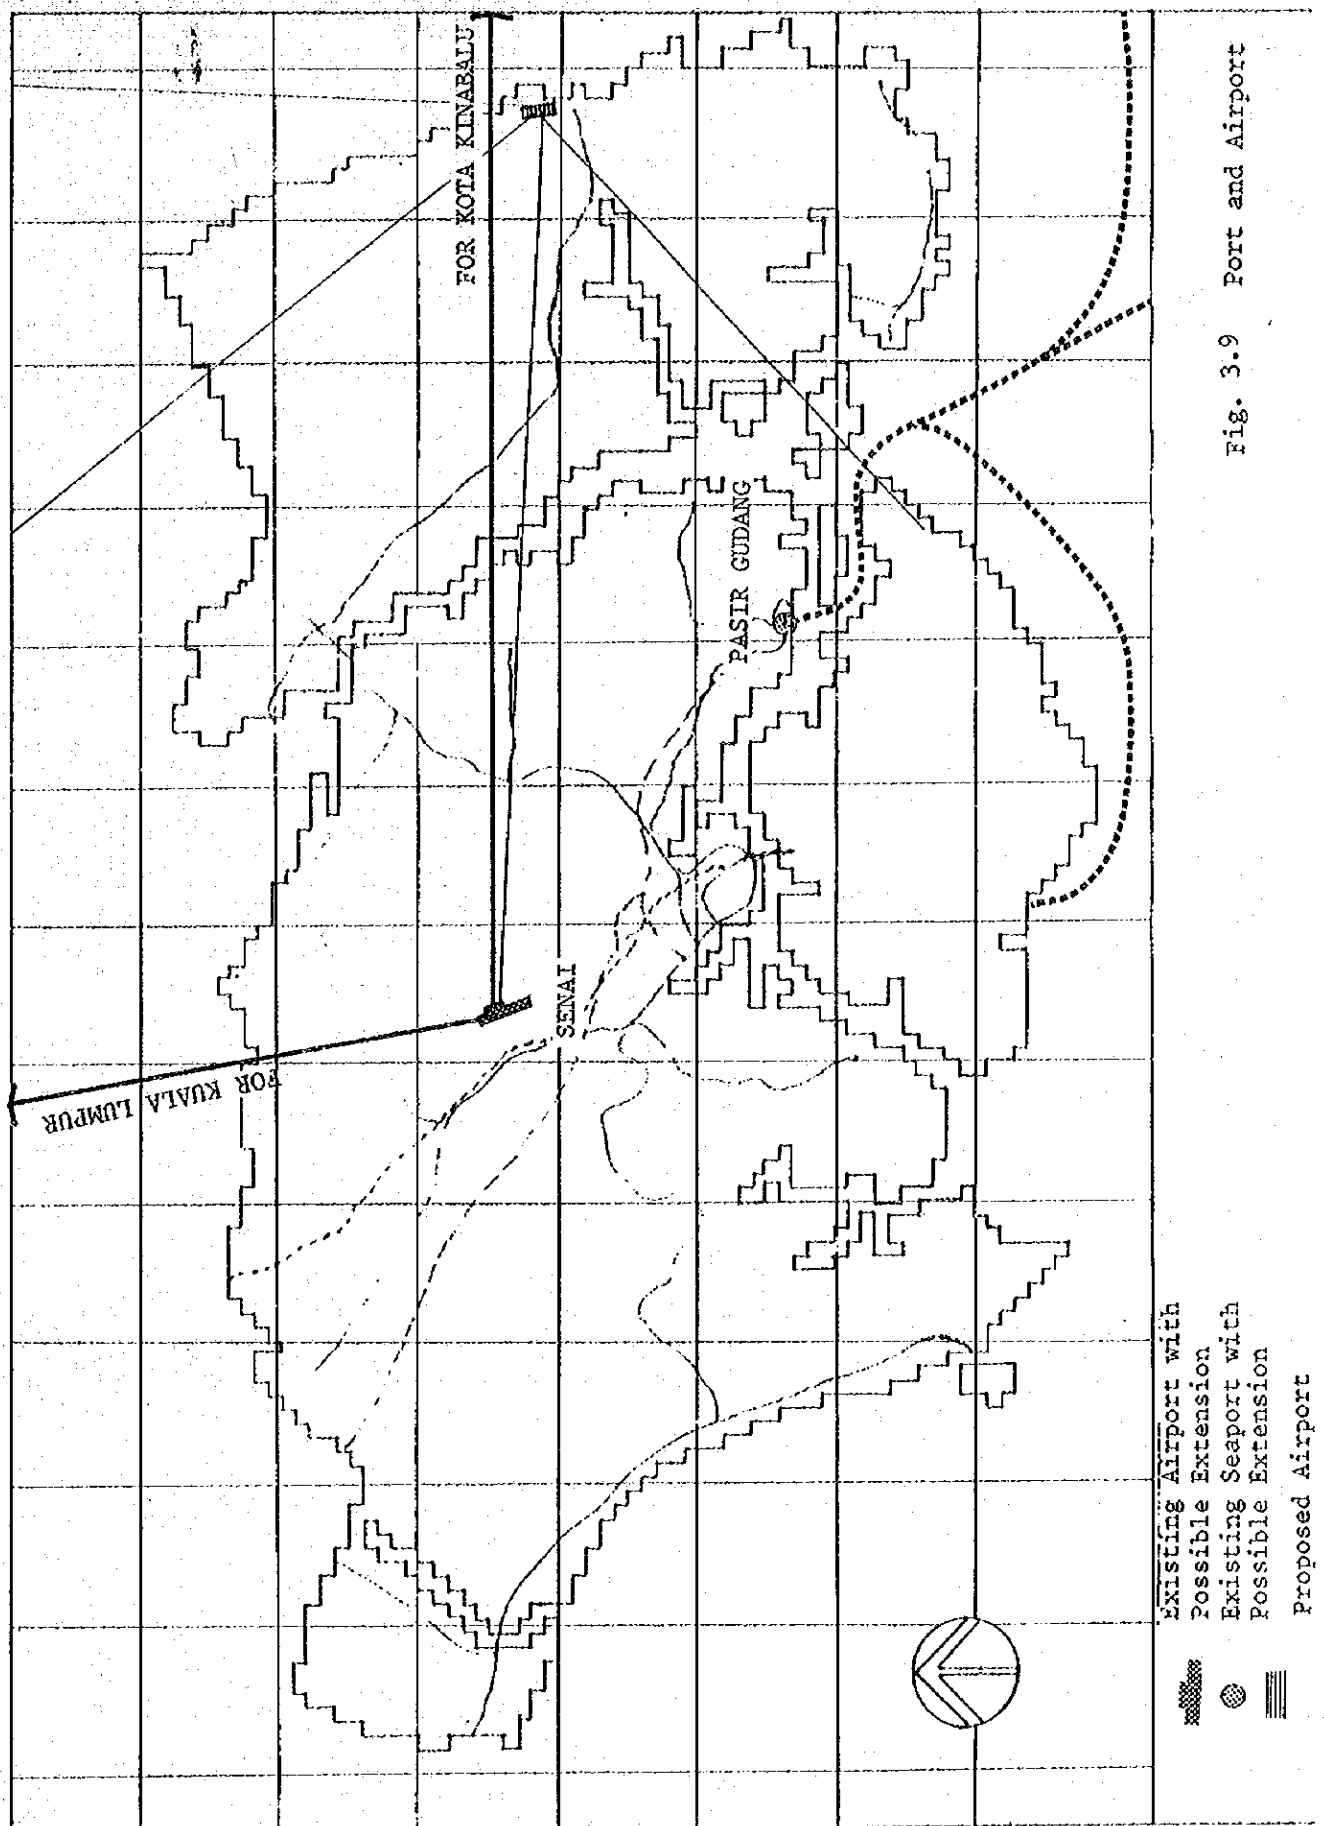 FOR KUALA LUMPUR
FOR KOTA KINABALU
SENAI
PASIR GUDANG
Existing Airport with
Possible Extension
Existing Seaport with
Possible Extension
Proposed Airport
Fig. 3.9 Port and Airport